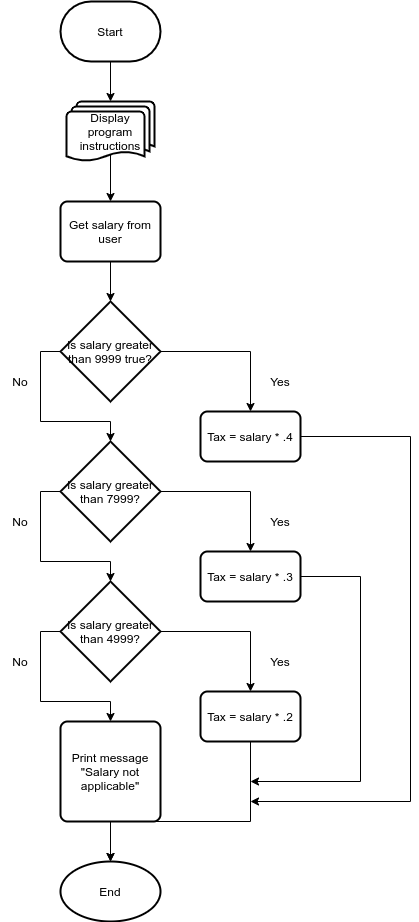 Start
Display
program
instructions
Get salary from
user
Is salary greater
than 9999 true?
No
Yes
Tax = salary * .4
Is salary greater
than 7999?
No
Yes
Tax = salary * .3
Is salary greater
than 4999?
No
Yes
Tax = salary * .2
Print message
"Salary not
applicable"
End